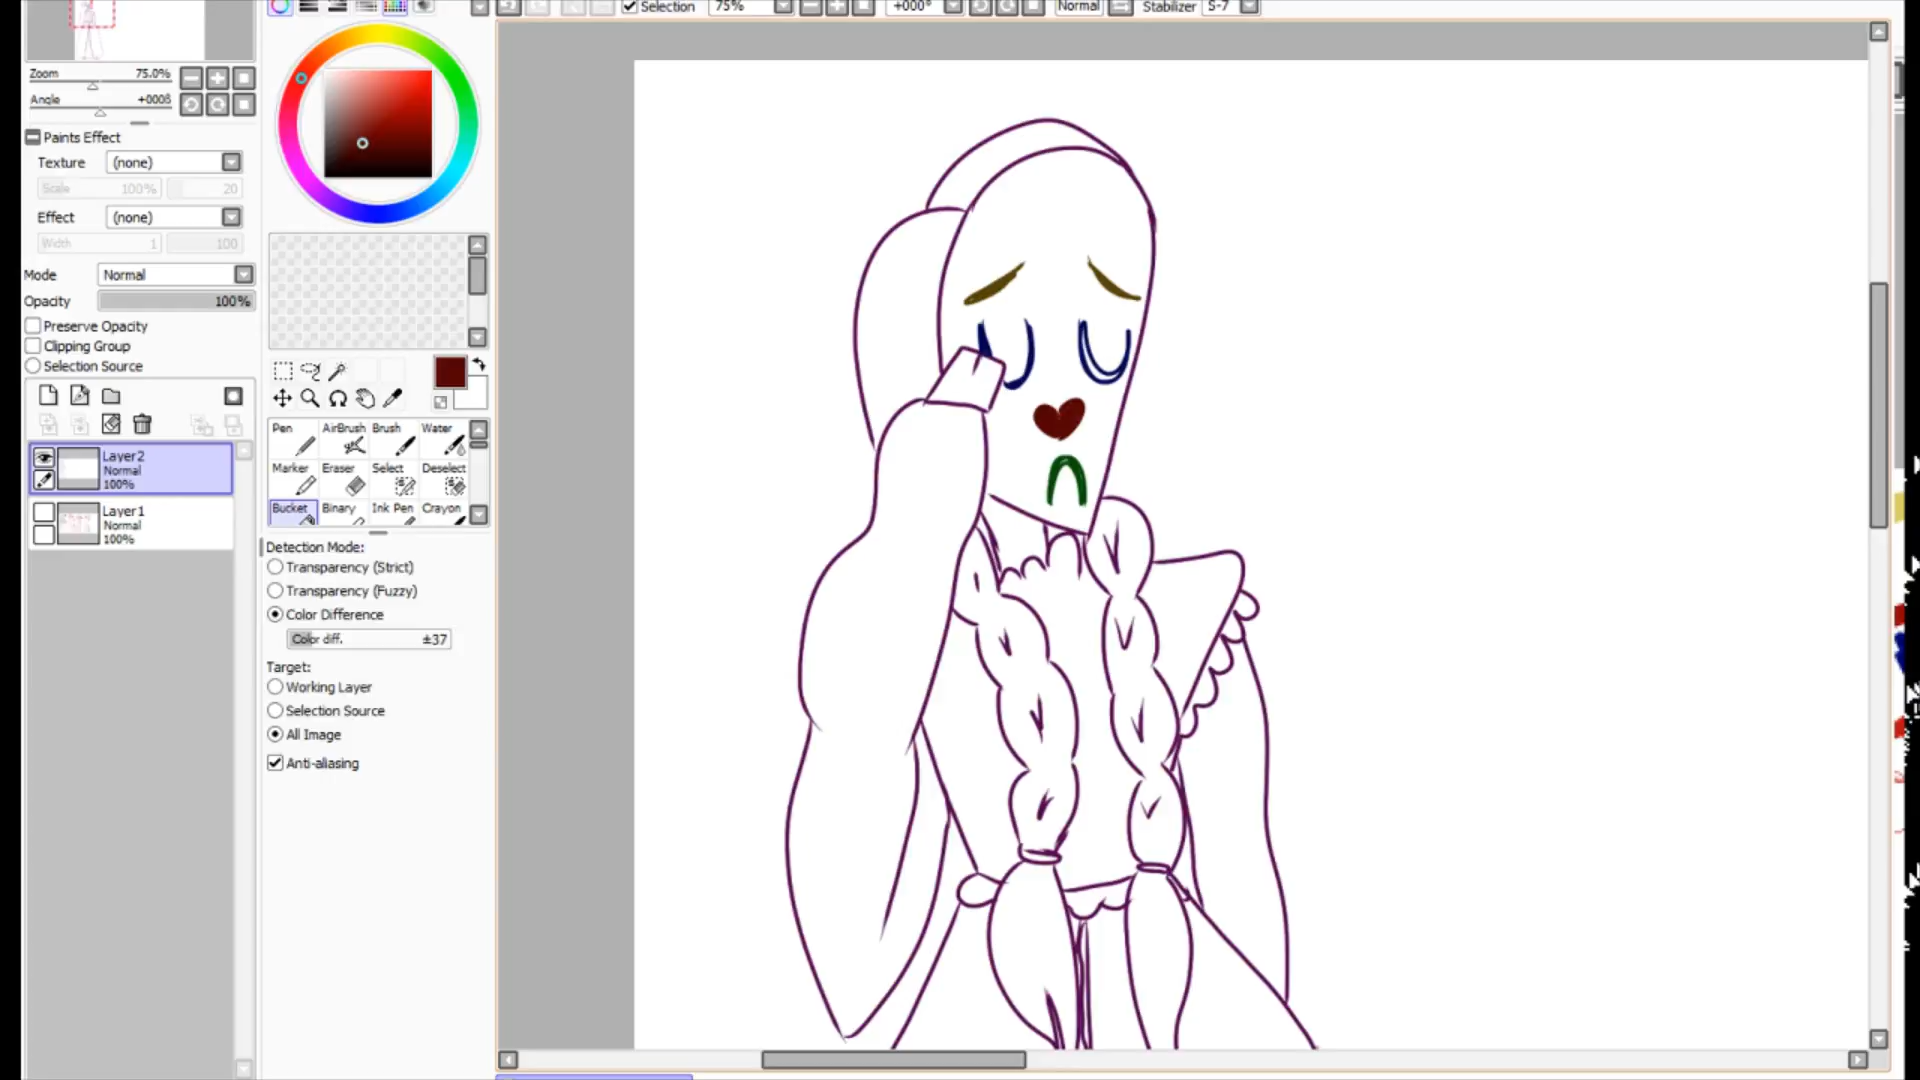 Selection 75% +000° Normal Stabilizer S-7
Zoom 75.0%
Angle +000ß
Paints Effect
Texture (none)
Scale 100% 20
Effect (none)
Width 1 100
Mode Normal
Opacity 100%
Preserve Opacity
Clipping Group
Selection Source
Layer2
Normal
100%
Layer1
Normal
100%
Pen AirBrush Brush Water
Marker Eraser Select Deselect
Bucket Binary Ink Pen Crayon
Detection Mode:
Transparency (Strict)
Transparency (Fuzzy)
Color Difference
Color diff. ±37
Target:
Working Layer
Selection Source
All Image
Anti-aliasing